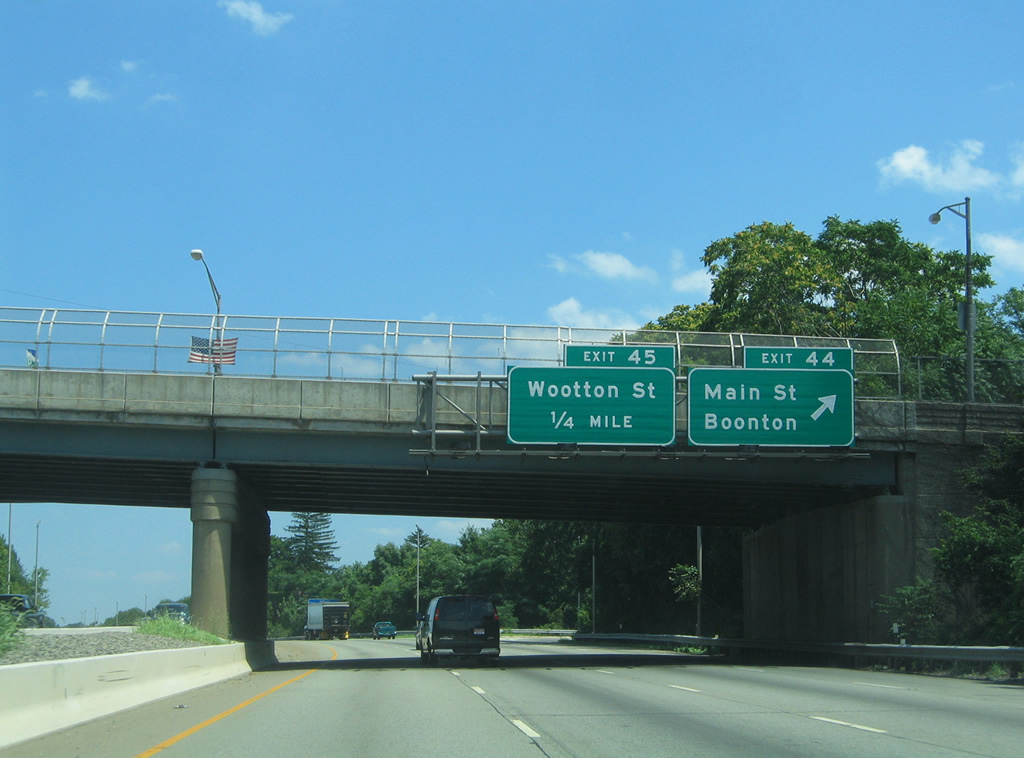 EXIT 45
Wootton St
1/4 MILE
EXIT 44
Main St
Boonton